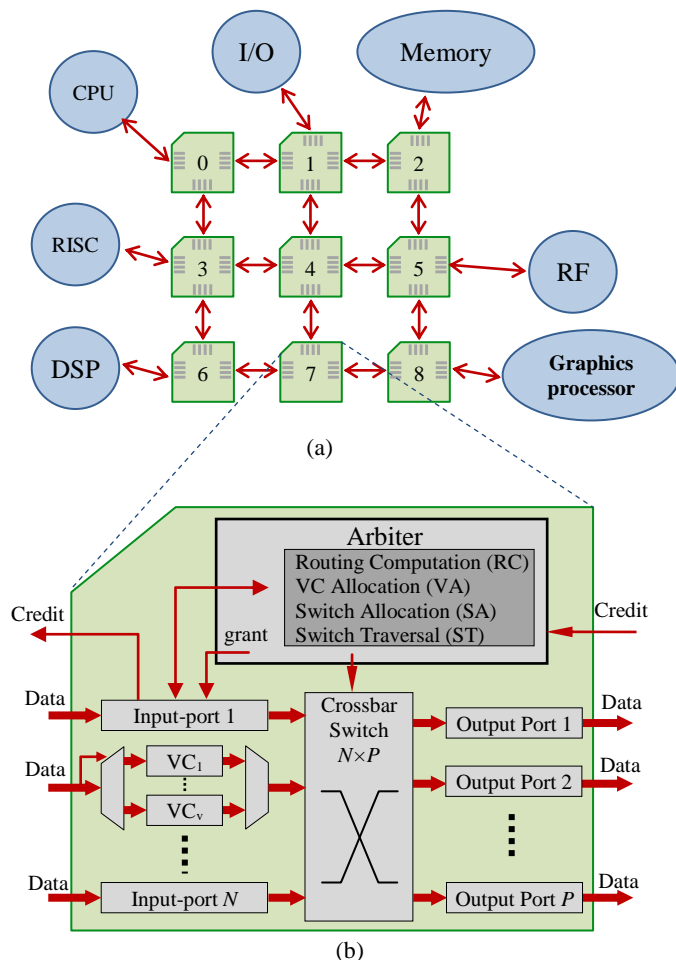 I/O
Memory
CPU
0
1
2
RISC
3
4
5
RF
DSP
6
7
8
Graphics
processor
(a)
Arbiter
Routing Computation (RC)
VC Allocation (VA)
Switch Allocation (SA)
Switch Traversal (ST)
Credit
grant
Credit
Data
Input-port 1
Crossbar
Switch
N×P
Output Port 1
Data
Data
VC1
VCv
Output Port 2
Data
Data
Input-port N
Output Port P
Data
(b)